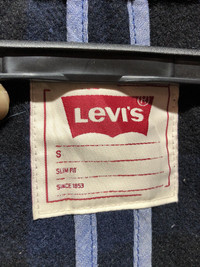 LEVI'S
S
SLIM FIT
SINCE 1853